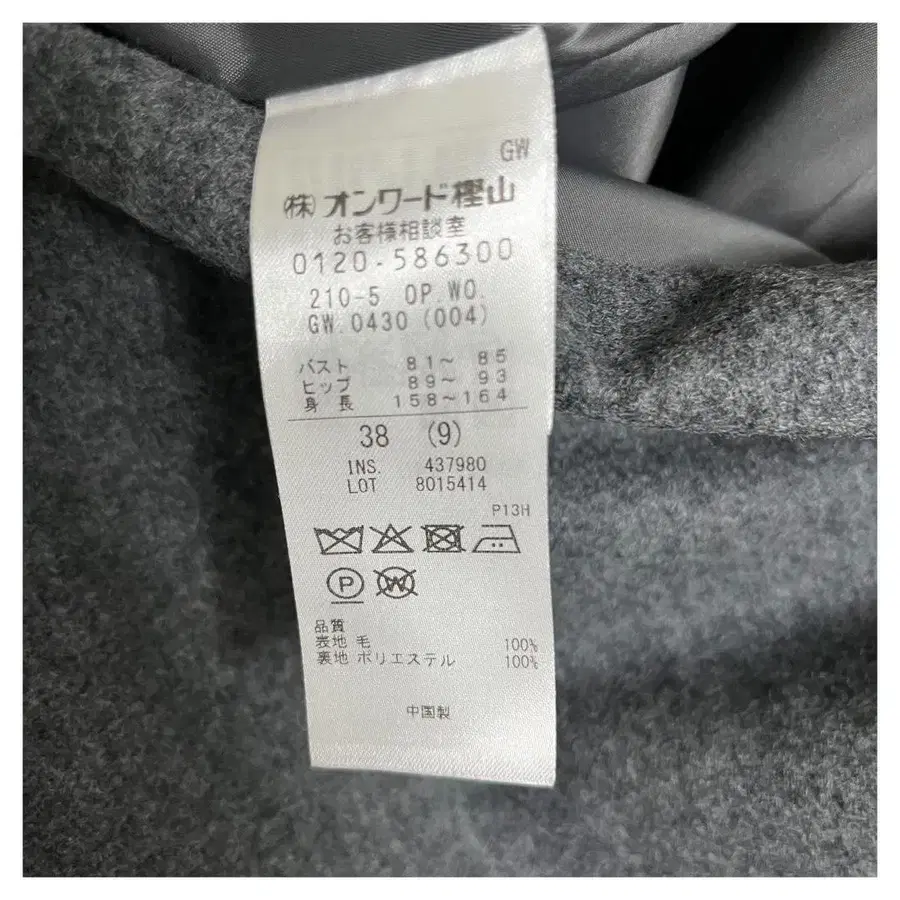 GW
㈱オンワード樫山
お客様相談室
0120-586300
210-5 OP.WO.
GW.0430 (004)
バスト 81～ 85
ヒップ 89～ 93
身長 158～164
38 (9)
INS. 437980
LOT 8015414
P13H
P
W
品質
表地 毛 100%
裏地 ポリエステル 100%
中国製